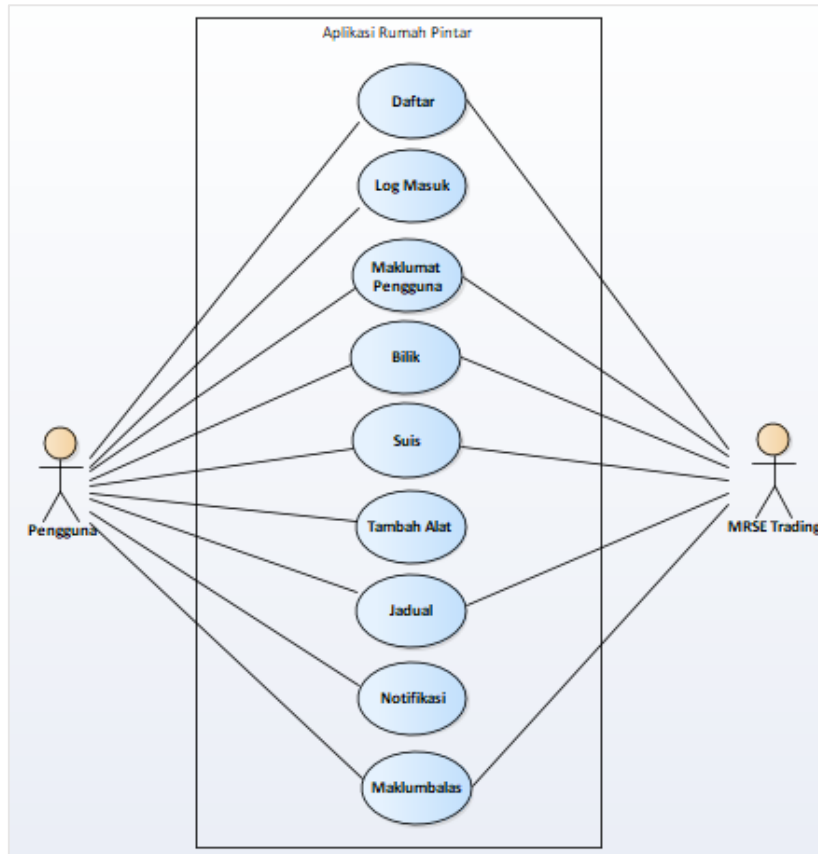 Aplikasi Rumah Pintar
Daftar
Log Masuk
Maklumat
Pengguna
Bilik
Suis
Tambah Alat
Jadual
Notifikasi
Maklumbalas
Pengguna
MRSE Trading